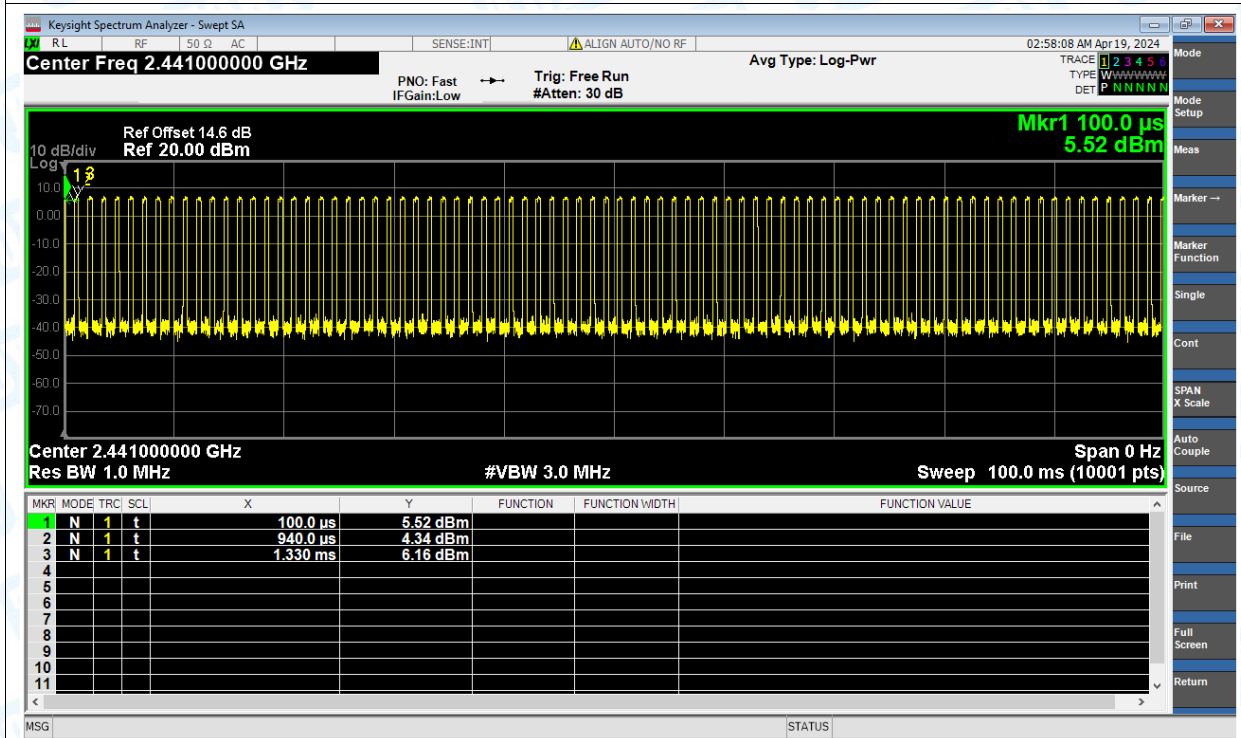 Keysight Spectrum Analyzer - Swept SA
LXI RL RF 50 Ω AC SENSE:INT ALIGN AUTO/NO RF 02:58:08 AM Apr 19, 2024
Center Freq 2.441000000 GHz Avg Type: Log-Pwr TRACE 1 2 3 4 5 6
PNO: Fast Trig: Free Run TYPE WWWWWW
IFGain:Low #Atten: 30 dB DET P N N N N N
Mkr1 100.0 µs
5.52 dBm
Ref Offset 14.6 dB
10 dB/div Ref 20.00 dBm
Log
1 2 3
10.0
0.00
-10.0
-20.0
-30.0
-40.0
-50.0
-60.0
-70.0
Center 2.441000000 GHz Span 0 Hz
Res BW 1.0 MHz #VBW 3.0 MHz Sweep 100.0 ms (10001 pts)
MKR MODE TRC SCL X Y FUNCTION FUNCTION WIDTH FUNCTION VALUE
1 N 1 t 100.0 µs 5.52 dBm
2 N 1 t 940.0 µs 4.34 dBm
3 N 1 t 1.330 ms 6.16 dBm
4
5
6
7
8
9
10
11
MSG STATUS
Mode
Mode
Setup
Meas
Marker→
Marker
Function
Single
Cont
SPAN
X Scale
Auto
Couple
Source
File
Print
Full
Screen
Return